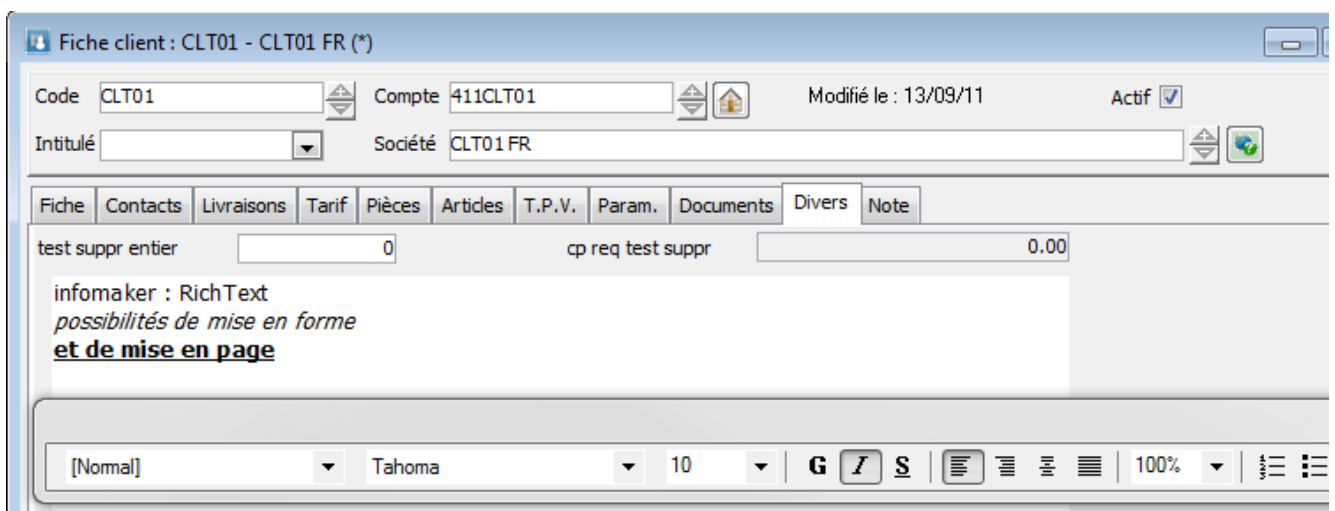 Fiche client : CLT01 - CLT01 FR (*)
Code CLT01 Compte 411CLT01 Modifié le : 13/09/11 Actif
Intitulé Société CLT01 FR
Fiche Contacts Livraisons Tarif Pièces Articles T.P.V. Param. Documents Divers Note
test suppr entier 0 cp req test suppr 0.00
infomaker : RichText
possibilités de mise en forme
et de mise en page
[Normal] Tahoma 10 G I S 100%